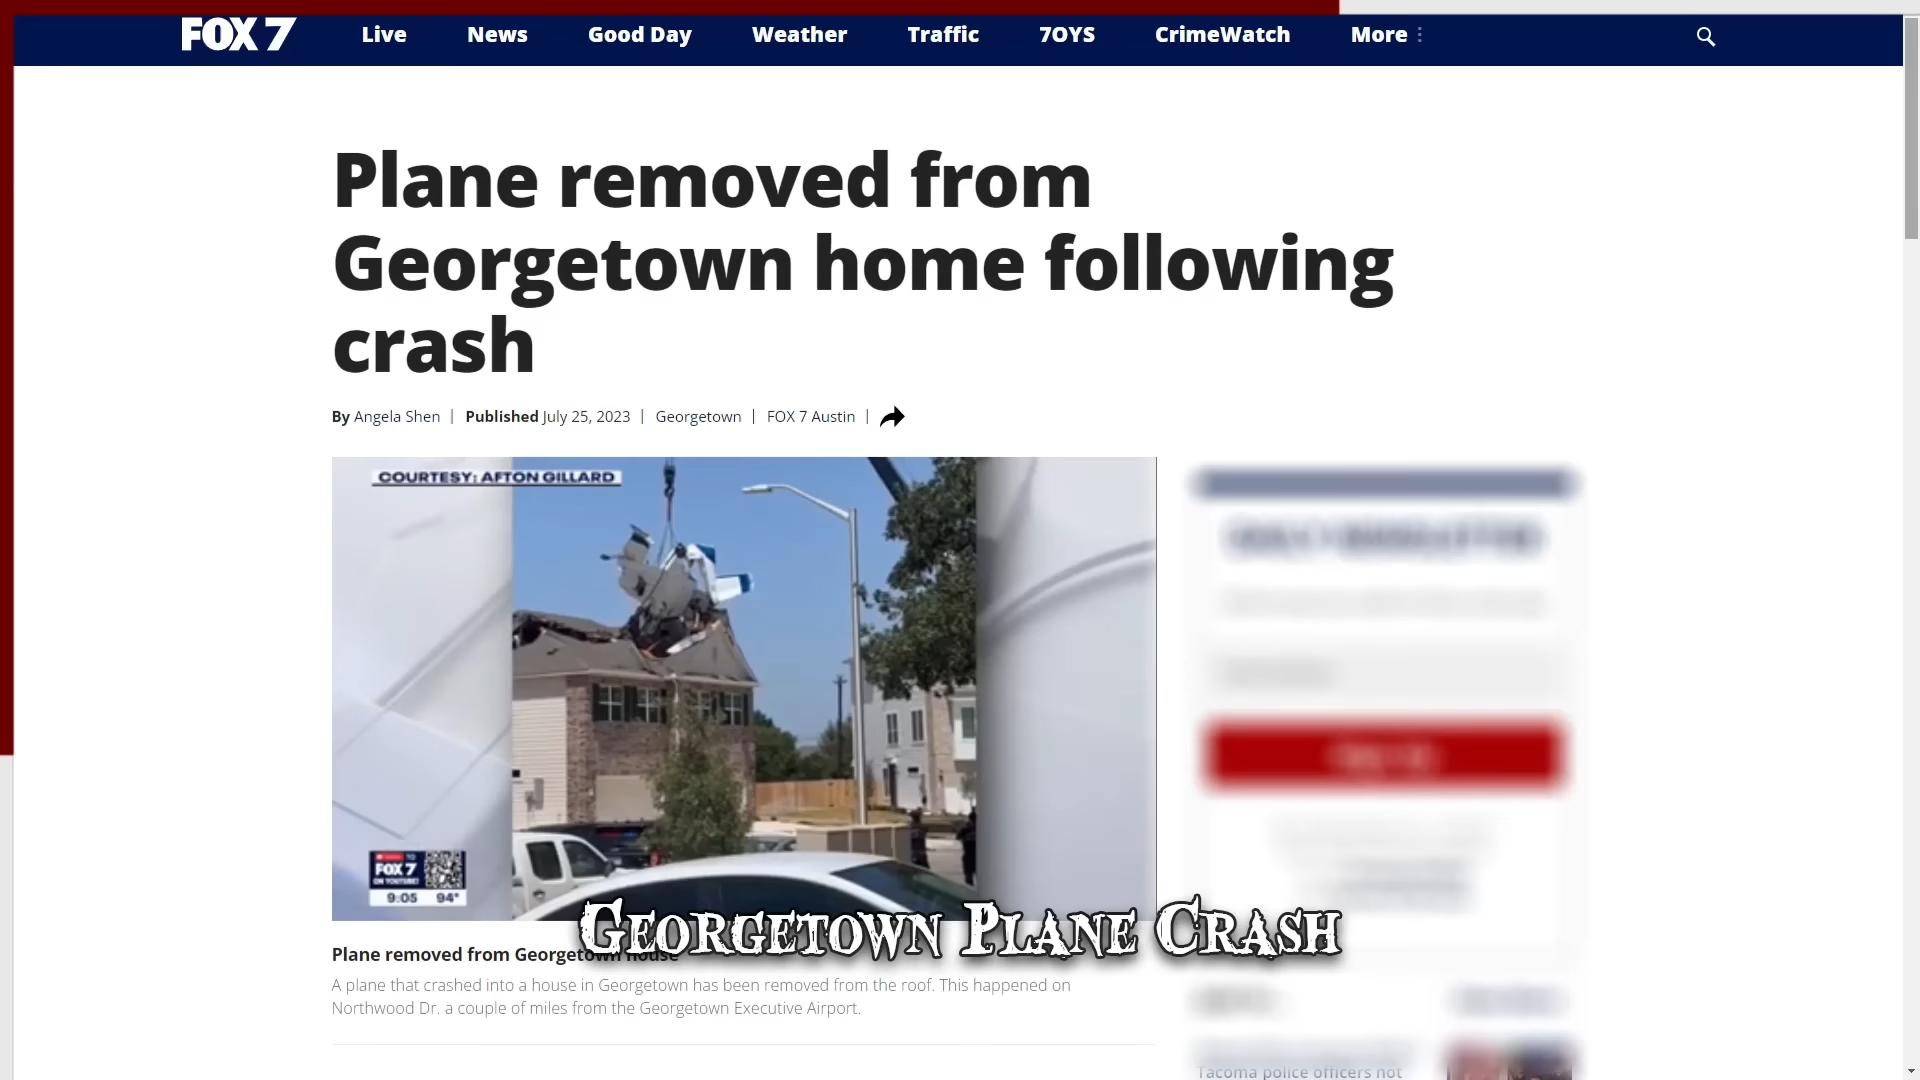 FOX 7 Live News Good Day Weather Traffic 7OYS CrimeWatch More
Plane removed from
Georgetown home following
crash
By Angela Shen | Published July 25, 2023 | Georgetown | FOX 7 Austin |
COURTESY: AFTON GILLARD
FOX 7
ON YOUTUBE!
9:05 94°
Georgetown Plane Crash
Plane removed from Georgetown house
A plane that crashed into a house in Georgetown has been removed from the roof. This happened on
Northwood Dr. a couple of miles from the Georgetown Executive Airport.
Tacoma police officers not